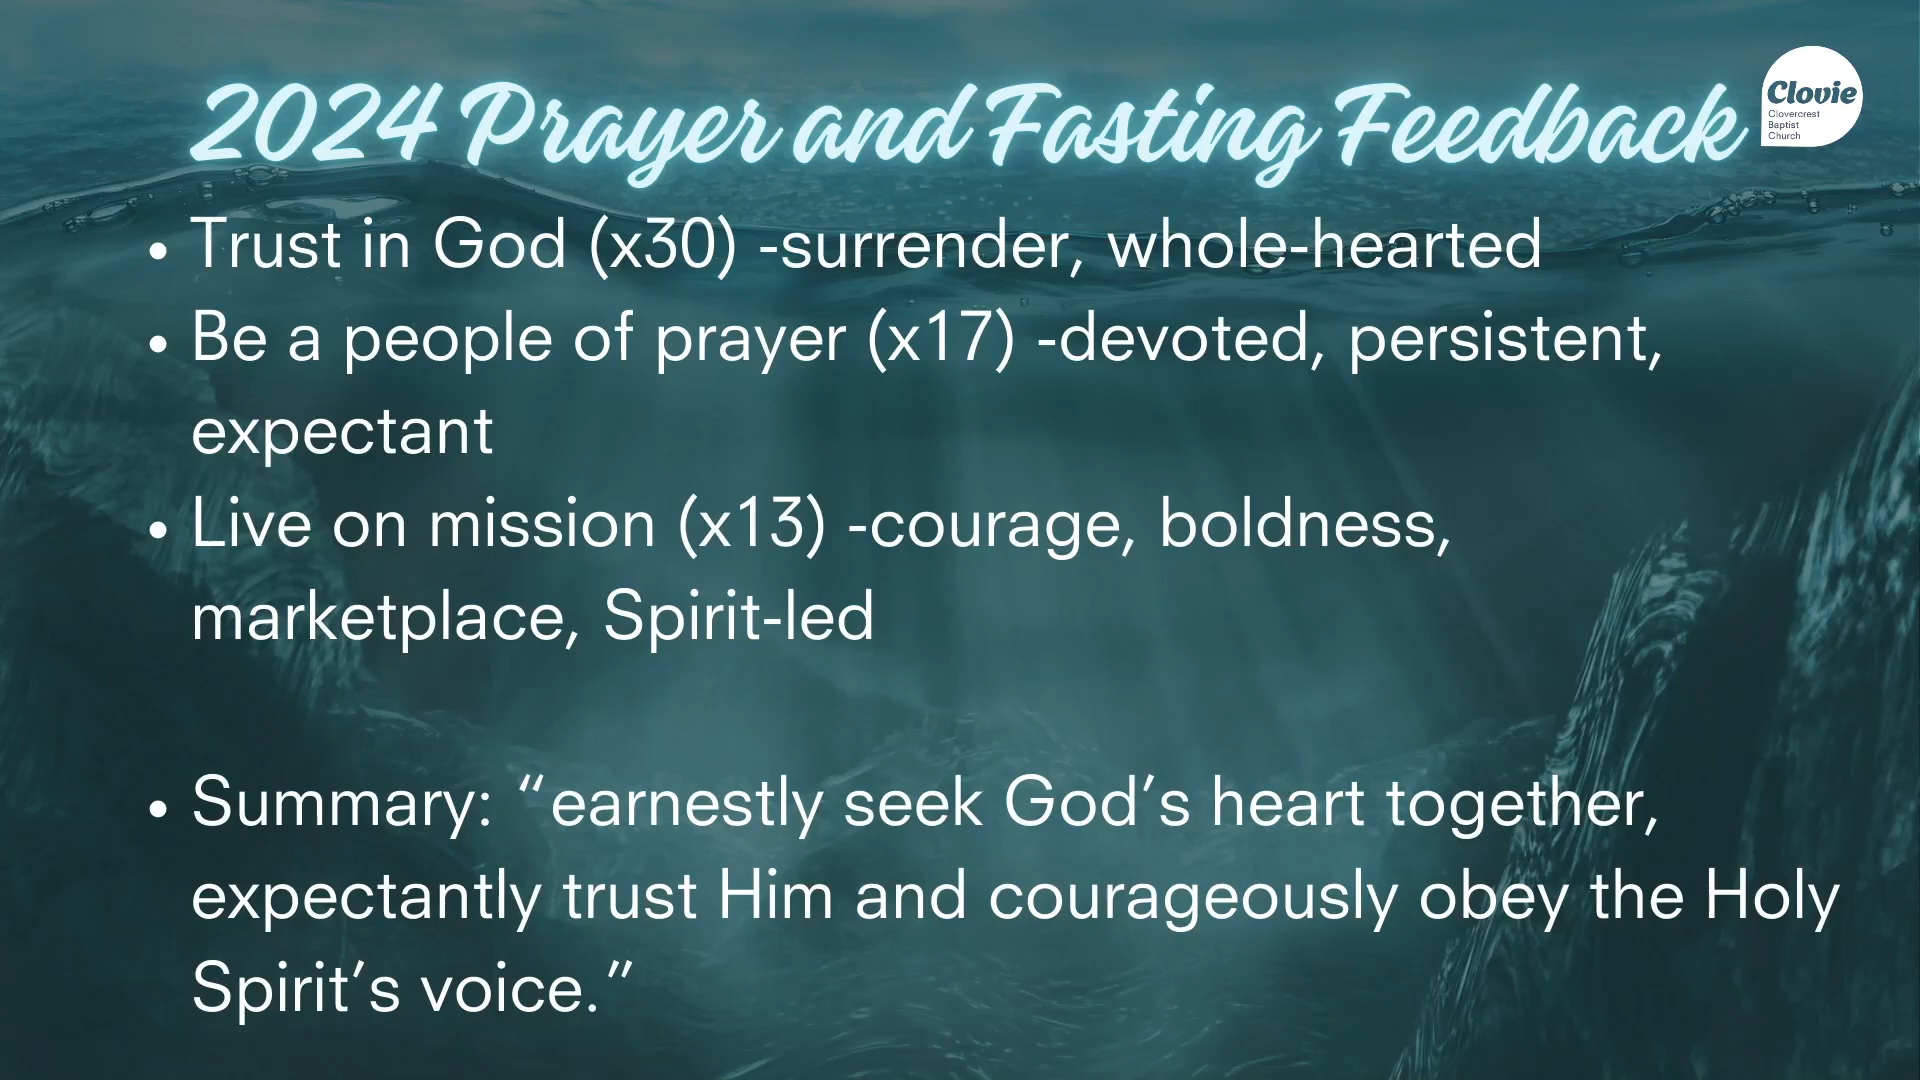 2024 Prayer and Fasting Feedback
Clovie
Clovercrest
Baptist
Church
• Trust in God (x30) -surrender, whole-hearted
• Be a people of prayer (x17) -devoted, persistent,
expectant
• Live on mission (x13) -courage, boldness,
marketplace, Spirit-led
• Summary: “earnestly seek God’s heart together,
expectantly trust Him and courageously obey the Holy
Spirit’s voice.”